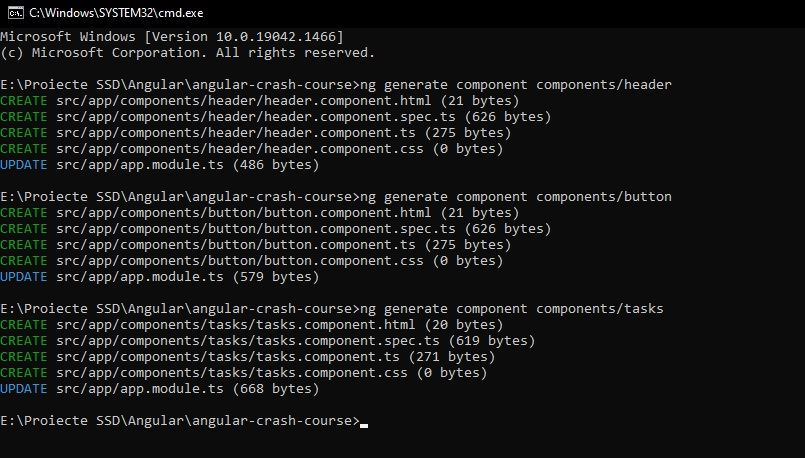 C:\Windows\SYSTEM32\cmd.exe
Microsoft Windows [Version 10.0.19042.1466]
(c) Microsoft Corporation. All rights reserved.
E:\Proiecte SSD\Angular\angular-crash-course>ng generate component components/header
CREATE src/app/components/header/header.component.html (21 bytes)
CREATE src/app/components/header/header.component.spec.ts (626 bytes)
CREATE src/app/components/header/header.component.ts (275 bytes)
CREATE src/app/components/header/header.component.css (0 bytes)
UPDATE src/app/app.module.ts (486 bytes)
E:\Proiecte SSD\Angular\angular-crash-course>ng generate component components/button
CREATE src/app/components/button/button.component.html (21 bytes)
CREATE src/app/components/button/button.component.spec.ts (626 bytes)
CREATE src/app/components/button/button.component.ts (275 bytes)
CREATE src/app/components/button/button.component.css (0 bytes)
UPDATE src/app/app.module.ts (579 bytes)
E:\Proiecte SSD\Angular\angular-crash-course>ng generate component components/tasks
CREATE src/app/components/tasks/tasks.component.html (20 bytes)
CREATE src/app/components/tasks/tasks.component.spec.ts (619 bytes)
CREATE src/app/components/tasks/tasks.component.ts (271 bytes)
CREATE src/app/components/tasks/tasks.component.css (0 bytes)
UPDATE src/app/app.module.ts (668 bytes)
E:\Proiecte SSD\Angular\angular-crash-course>